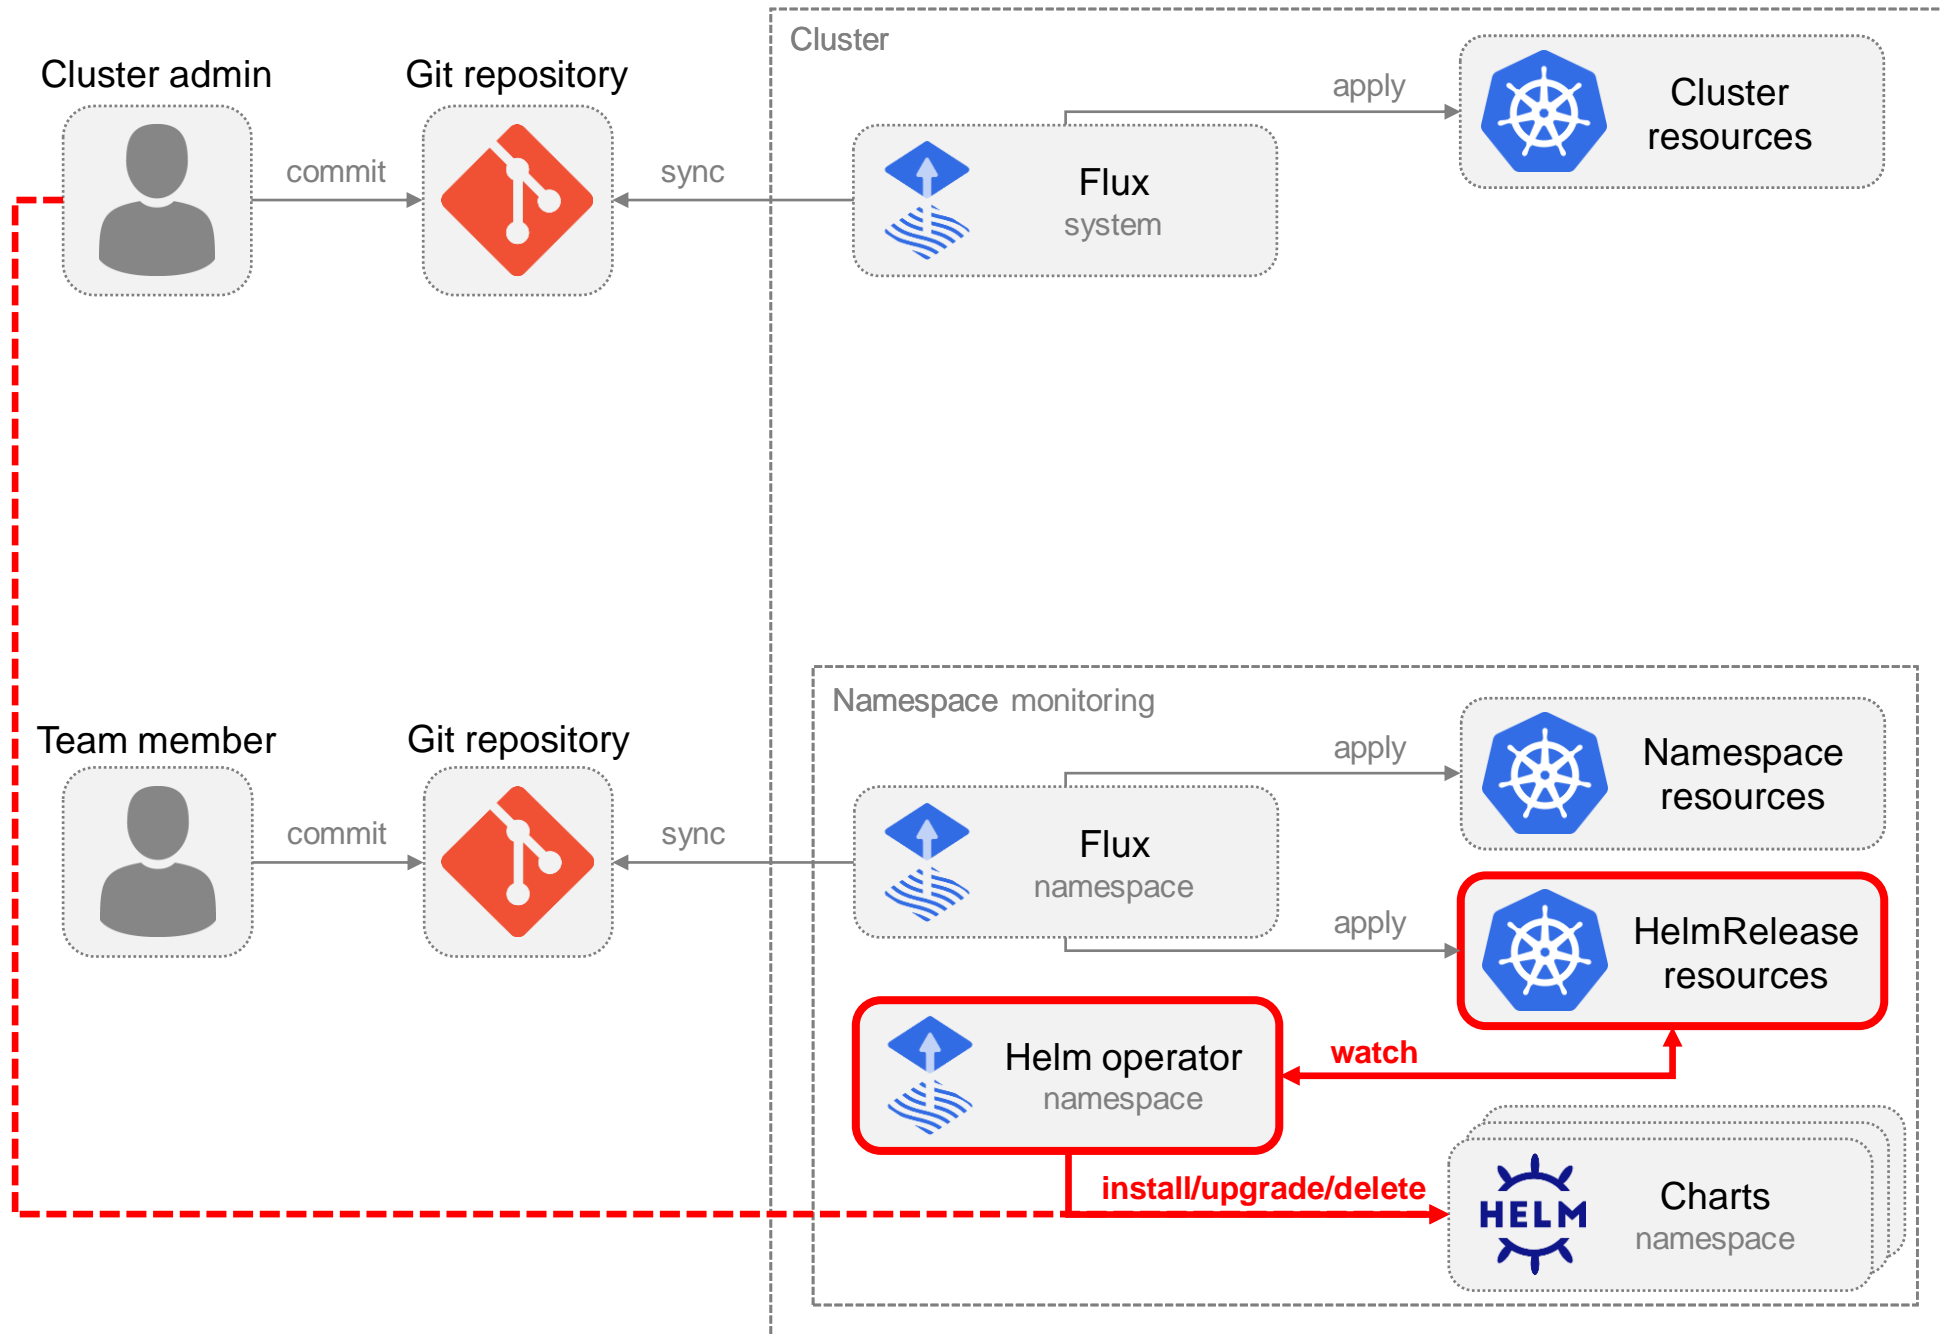 Cluster
Cluster admin
Git repository
commit
sync
Flux
system
apply
Cluster
resources
Namespace monitoring
Team member
Git repository
commit
sync
Flux
namespace
apply
Namespace
resources
apply
HelmRelease
resources
Helm operator
namespace
watch
install/upgrade/delete
HELM
Charts
namespace